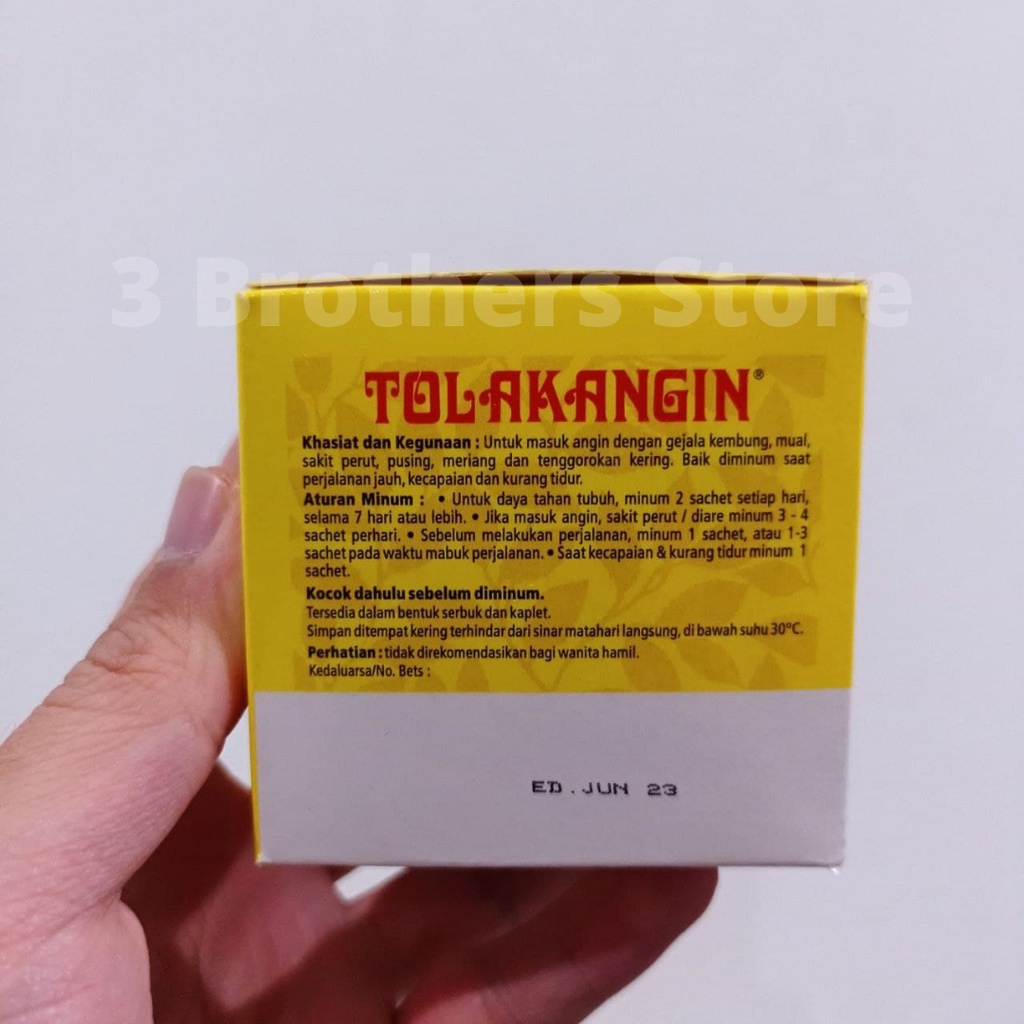 3 Brothers Store
TOLAKANGIN®
Khasiat dan Kegunaan : Untuk masuk angin dengan gejala kembung, mual,
sakit perut, pusing, meriang dan tenggorokan kering. Baik diminum saat
perjalanan jauh, kecapaian dan kurang tidur.
Aturan Minum : • Untuk daya tahan tubuh, minum 2 sachet setiap hari,
selama 7 hari atau lebih. • Jika masuk angin, sakit perut / diare minum 3 - 4
sachet perhari. • Sebelum melakukan perjalanan, minum 1 sachet, atau 1-3
sachet pada waktu mabuk perjalanan. • Saat kecapaian & kurang tidur minum 1
sachet.
Kocok dahulu sebelum diminum.
Tersedia dalam bentuk serbuk dan kaplet.
Simpan ditempat kering terhindar dari sinar matahari langsung, di bawah suhu 30°C.
Perhatian : tidak direkomendasikan bagi wanita hamil.
Kedaluarsa/No. Bets :
ED . JUN 23